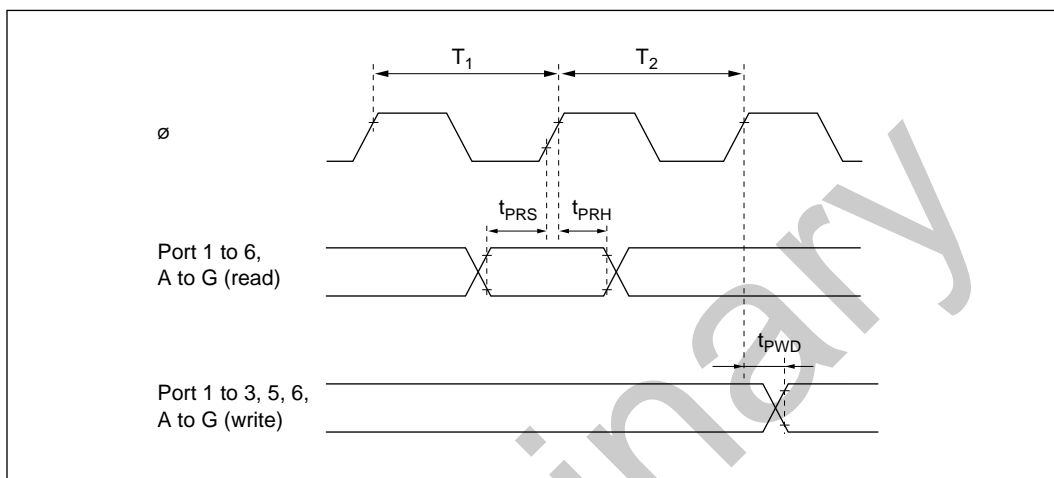 T1
T2
ø
tPRS
tPRH
Port 1 to 6,
A to G (read)
tPWD
Port 1 to 3, 5, 6,
A to G (write)
inary